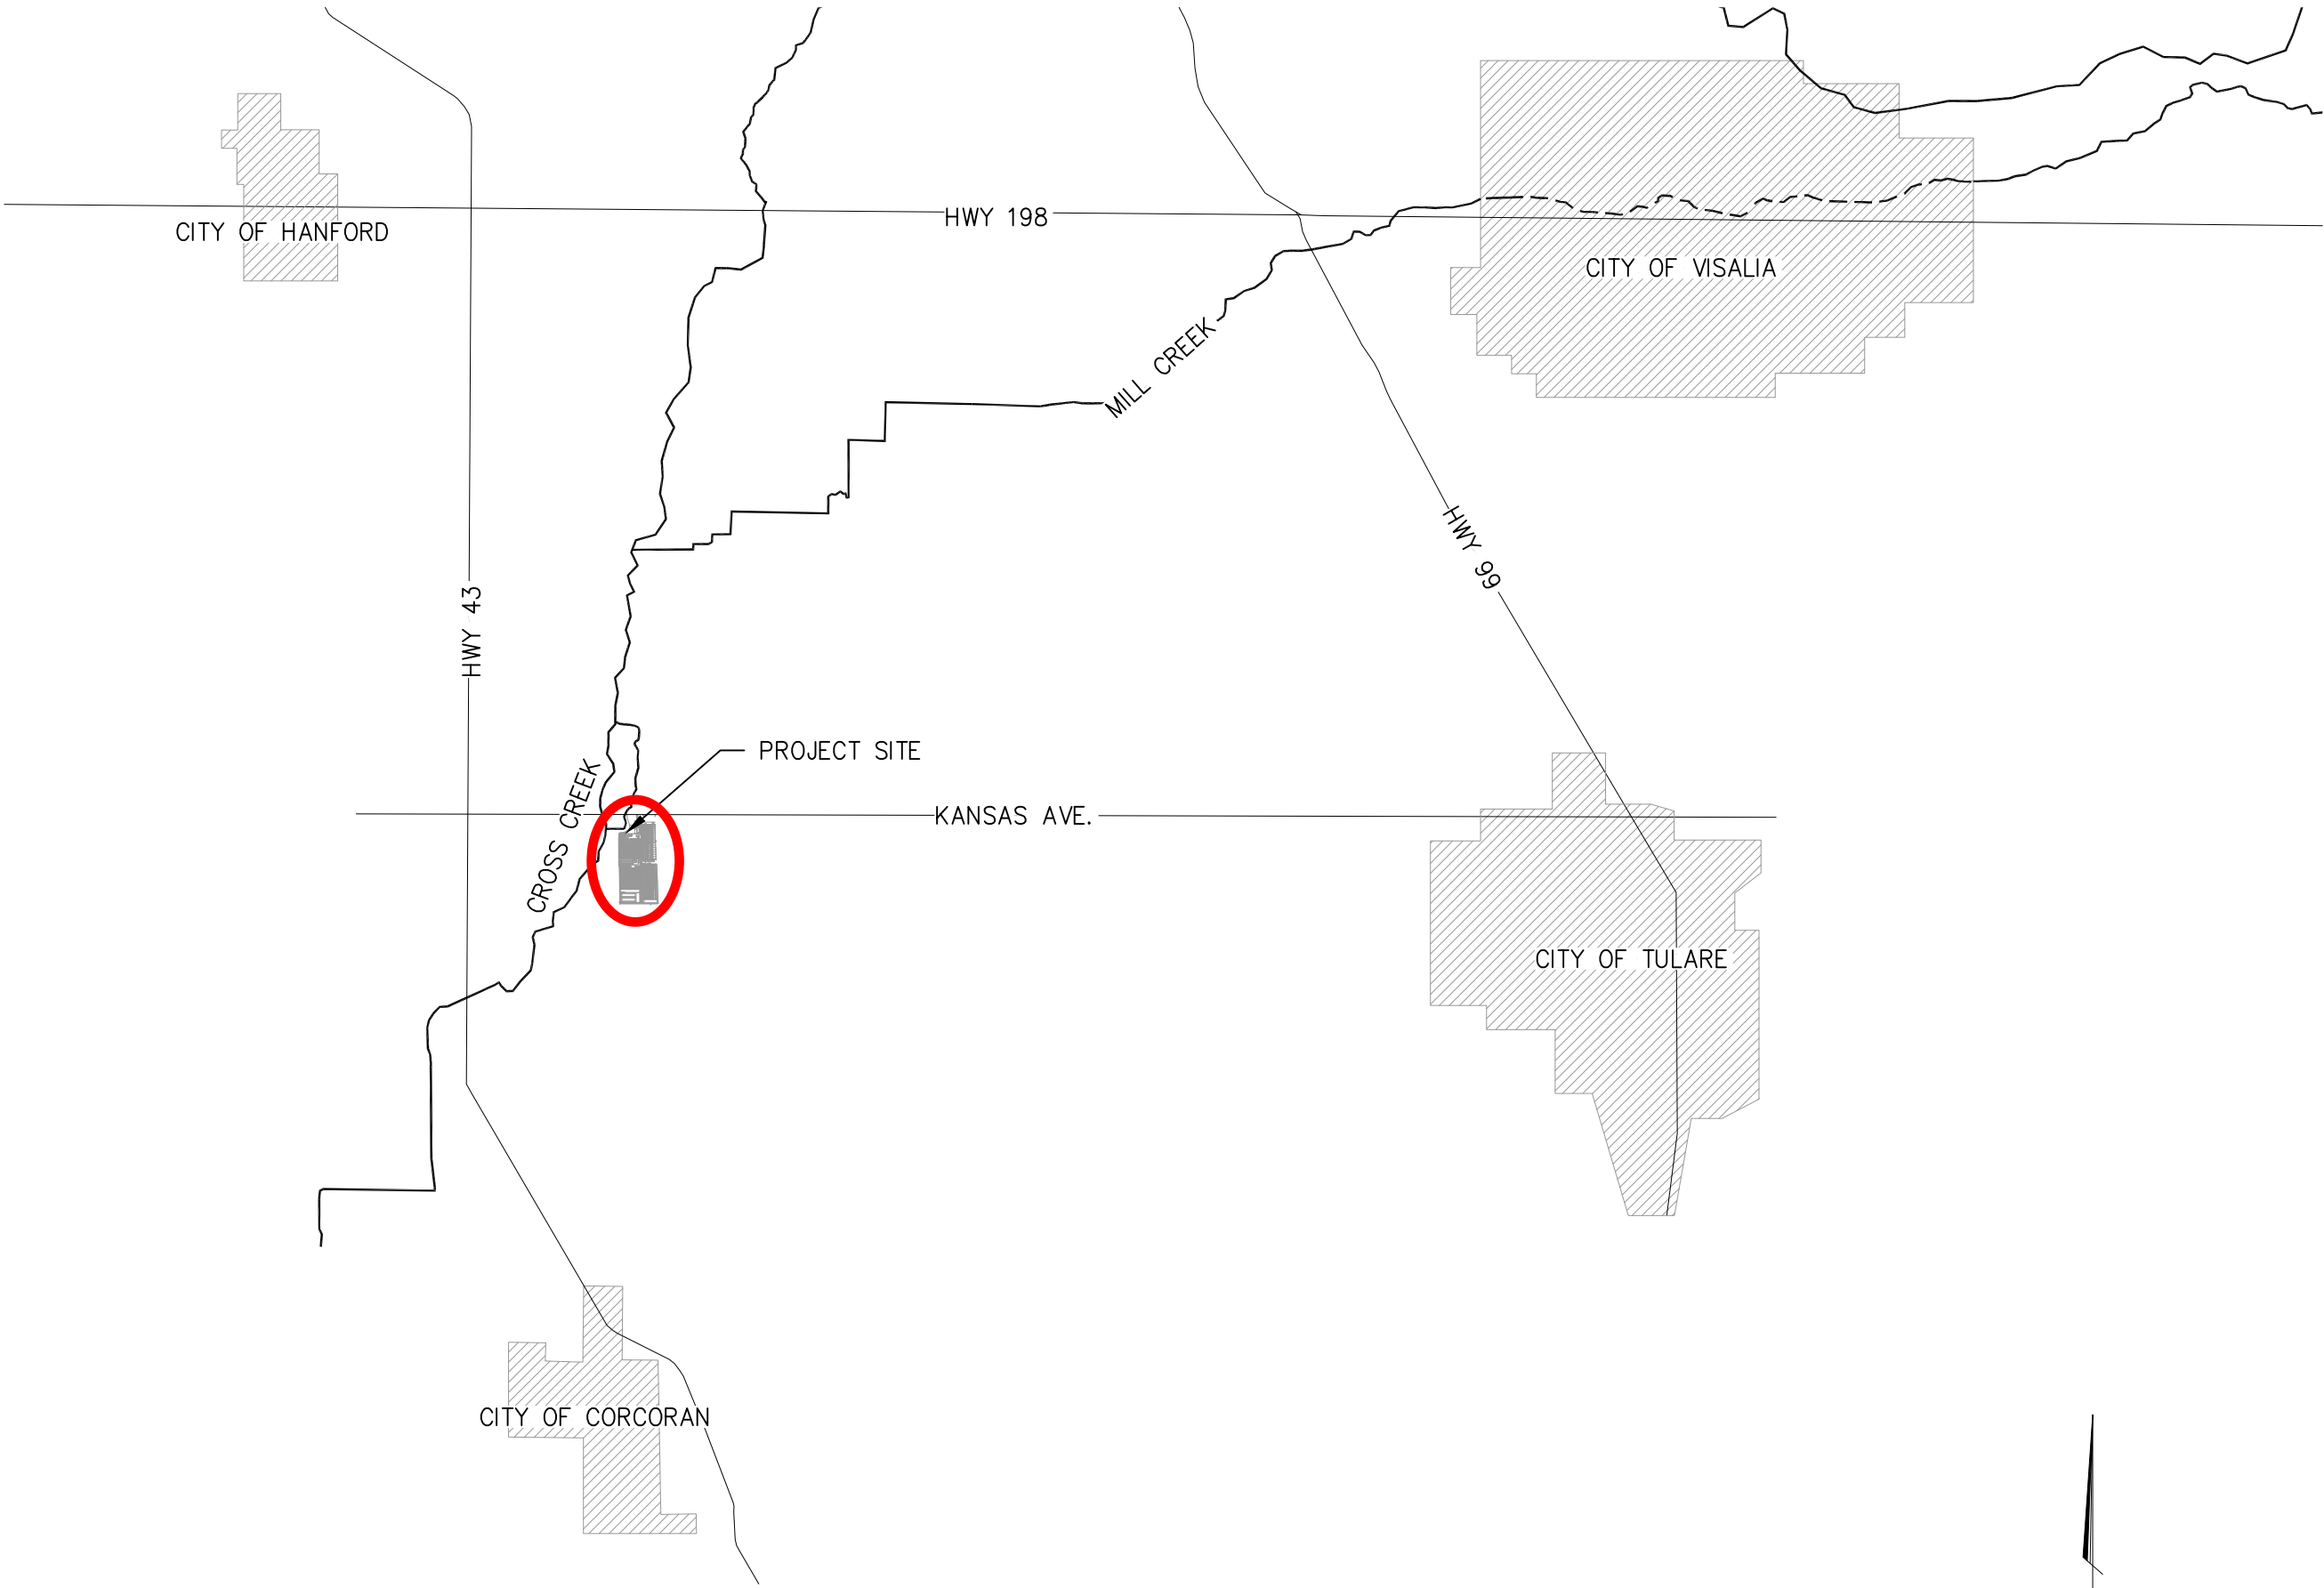 HWY 198
CITY OF HANFORD
CITY OF VISALIA
MILL CREEK
HWY 99
HWY 43
PROJECT SITE
CROSS CREEK
KANSAS AVE.
CITY OF TULARE
CITY OF CORCORAN